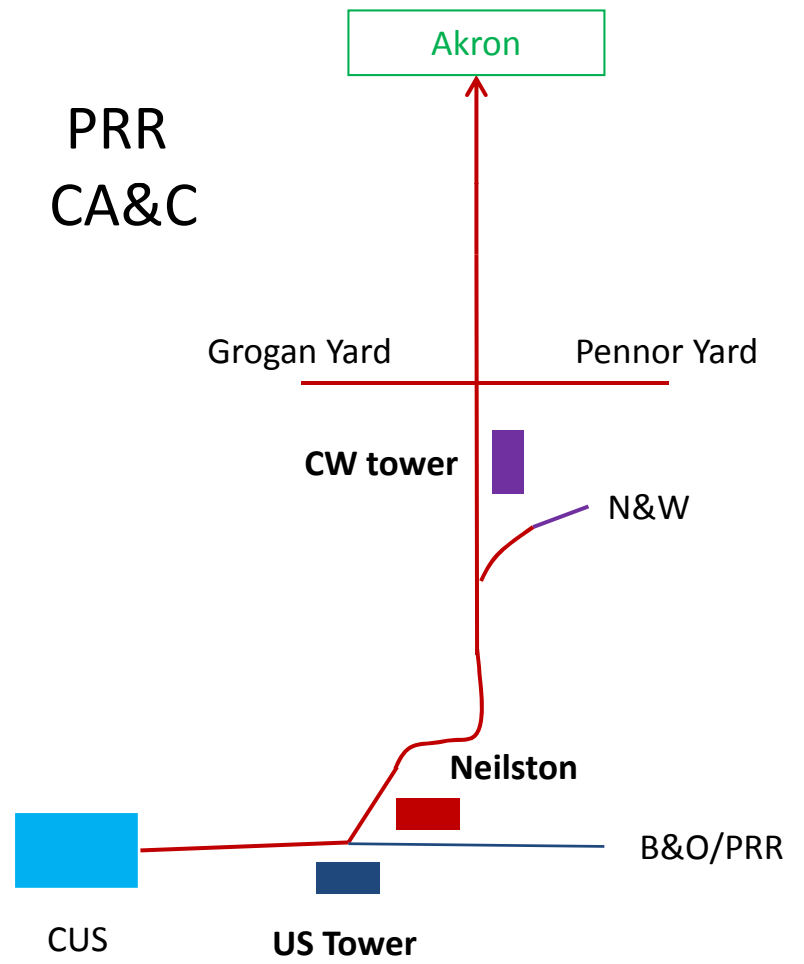 Akron
PRR
CA&C
Grogan Yard
Pennor Yard
CW tower
N&W
Neilston
B&O/PRR
CUS
US Tower